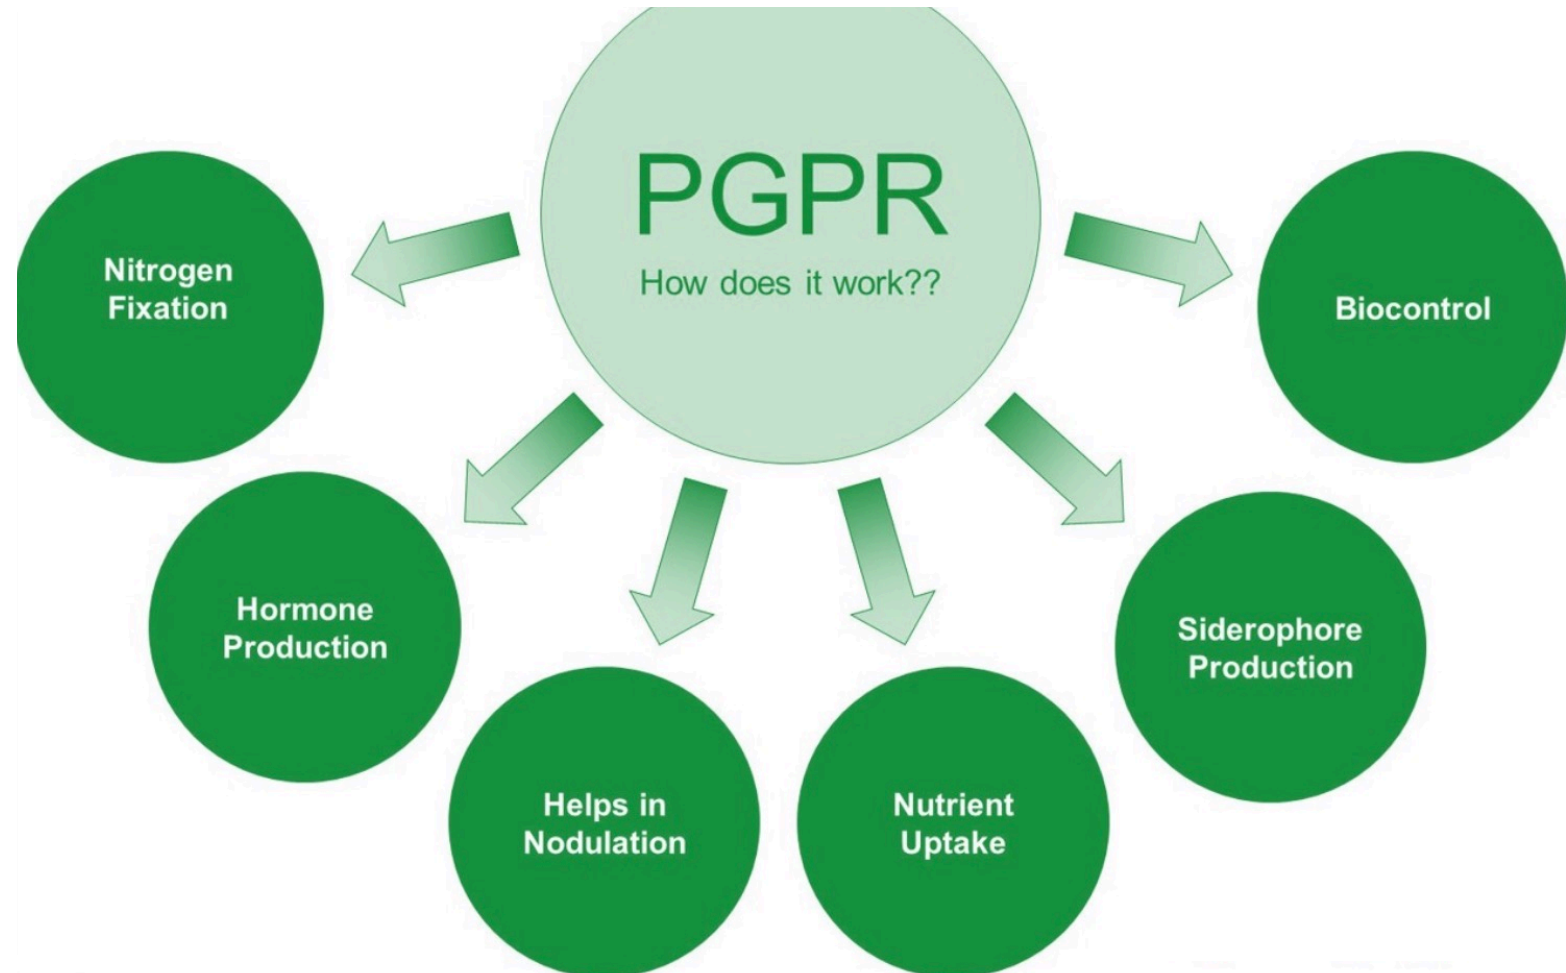 PGPR
How does it work??
Nitrogen
Fixation
Hormone
Production
Helps in
Nodulation
Nutrient
Uptake
Siderophore
Production
Biocontrol